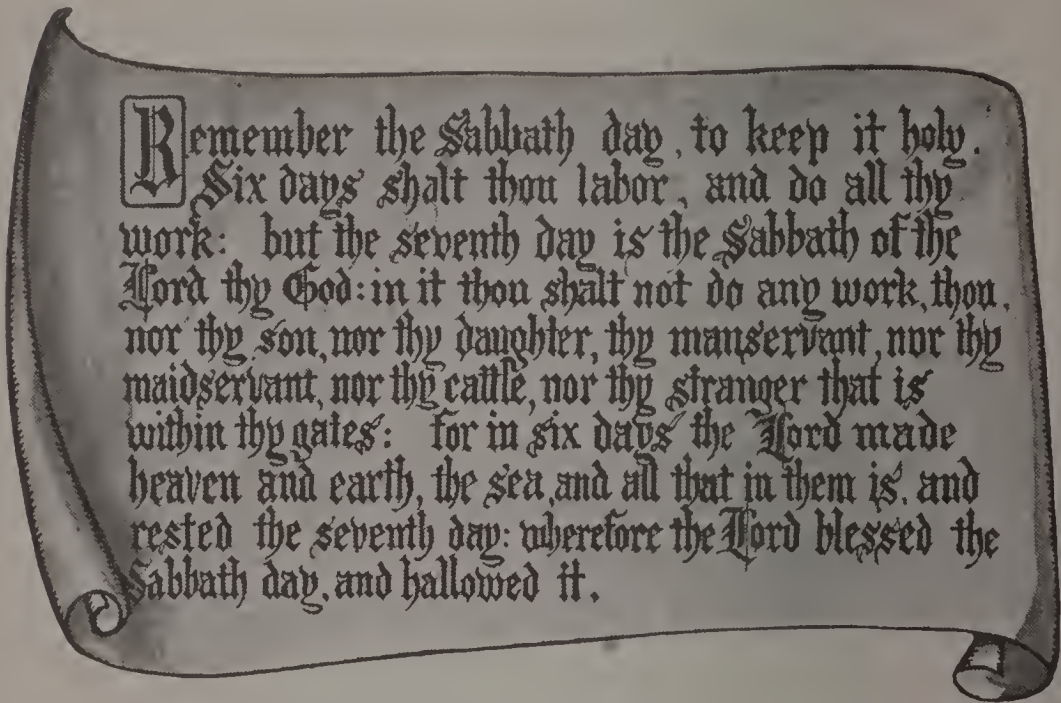 Remember the Sabbath day, to keep it holy.
Six days shalt thou labor, and do all thy
work: but the seventh day is the Sabbath of the
Lord thy God: in it thou shalt not do any work, thou,
nor thy son, nor thy daughter, thy manservant, nor thy
maidservant, nor thy cattle, nor thy stranger that is
within thy gates: for in six days the Lord made
heaven and earth, the sea, and all that in them is, and
rested the seventh day: wherefore the Lord blessed the
Sabbath day, and hallowed it.